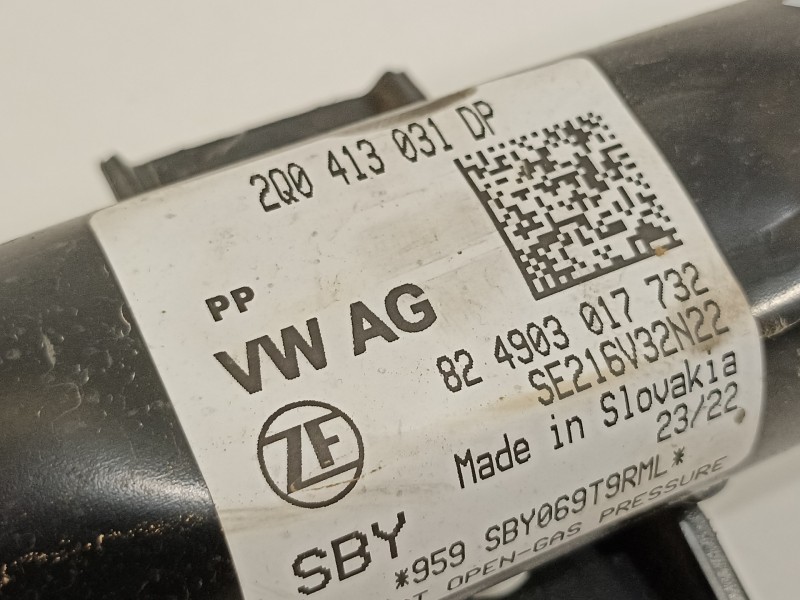 2Q0 413 031 DP
PP
VW AG
82 4903 017 732
SE216V32N22
ZF
Made in Slovakia
23/22
SBY
*959 SBY069T9RML*
OPEN-GAS PRESSURE